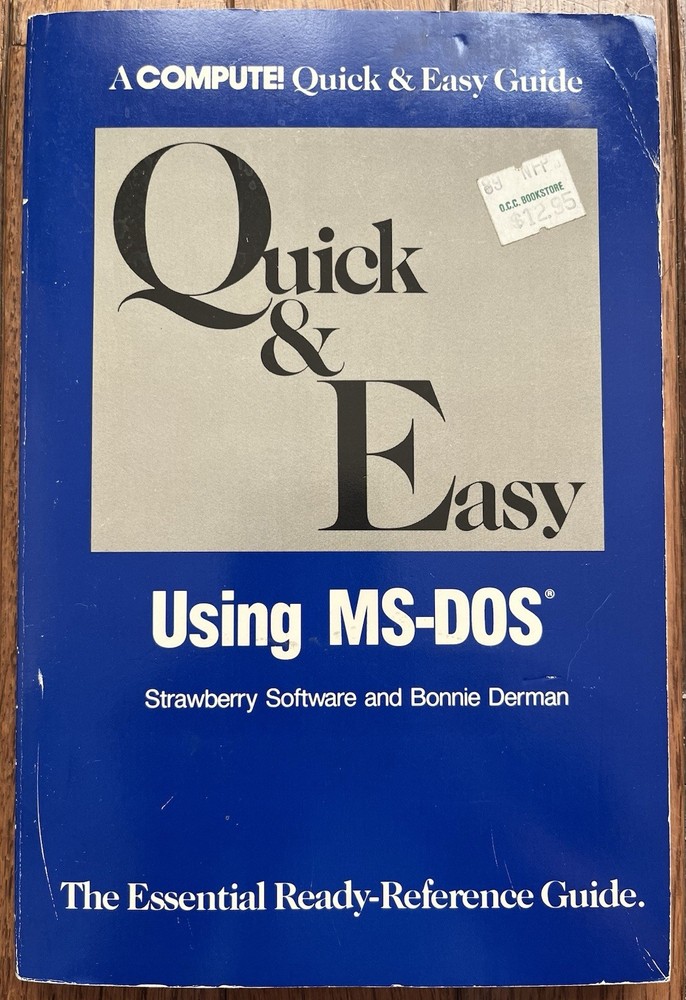 A COMPUTE! Quick & Easy Guide
Quick
&
Easy
O.C.C. BOOKSTORE
$12.95
Using MS-DOS®
Strawberry Software and Bonnie Derman
The Essential Ready-Reference Guide.